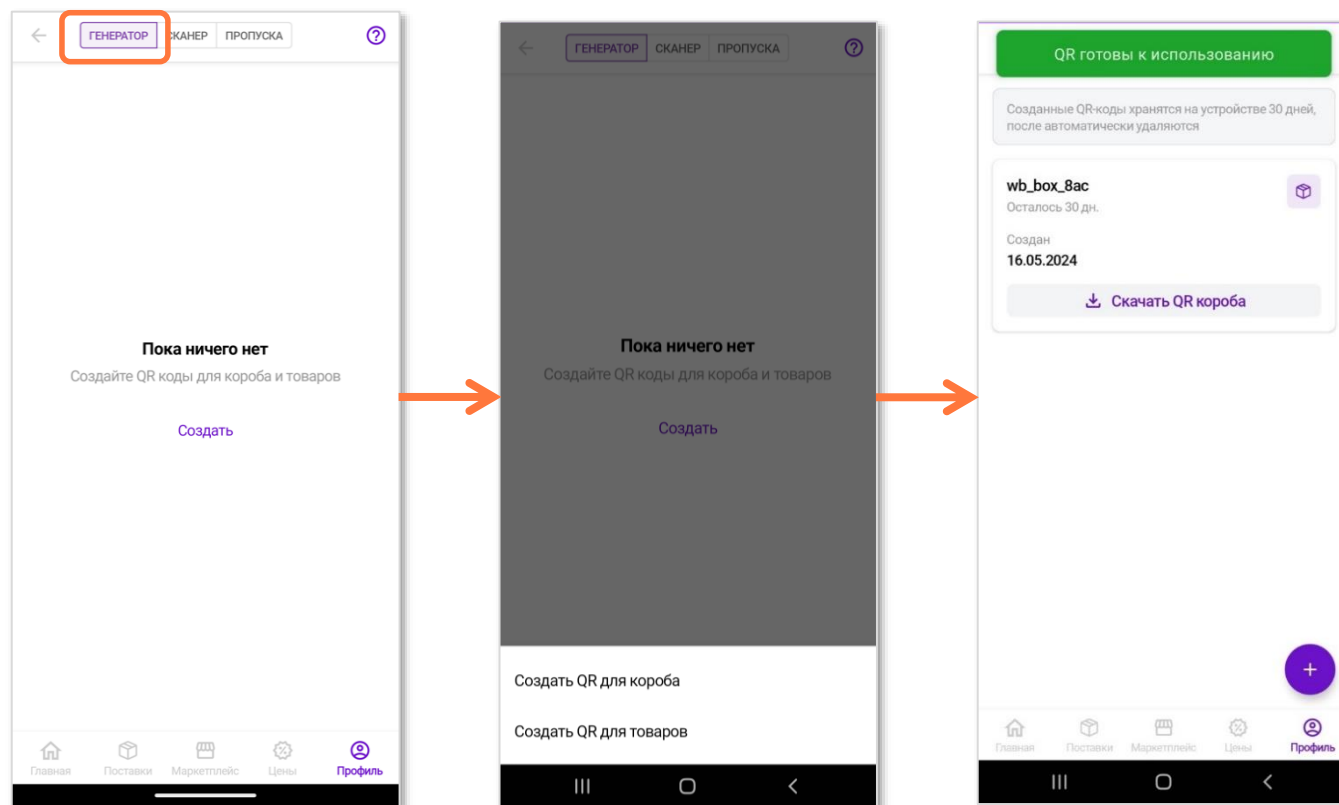 ГЕНЕРАТОР СКАНЕР ПРОПУСКА
Пока ничего нет
Создайте QR коды для короба и товаров
Создать
Главная Поставки Маркетплейс Цены Профиль
ГЕНЕРАТОР СКАНЕР ПРОПУСКА
Пока ничего нет
Создайте QR коды для короба и товаров
Создать
Создать QR для короба
Создать QR для товаров
QR готовы к использованию
Созданные QR-коды хранятся на устройстве 30 дней,
после автоматически удаляются
wb_box_8ac
Осталось 30 дн.
Создан
16.05.2024
Скачать QR короба
Главная Поставки Маркетплейс Цены Профиль